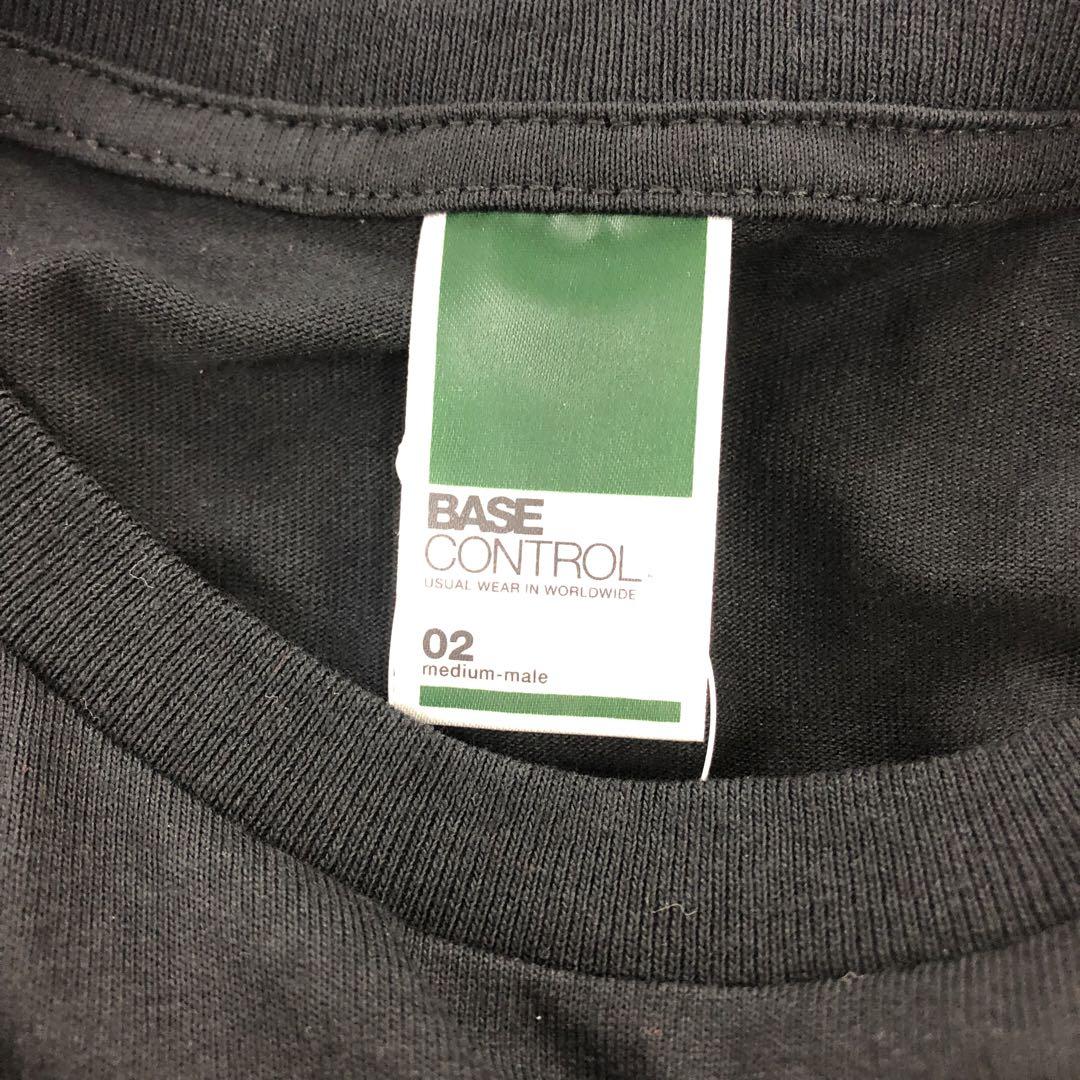 BASE
CONTROL
USUAL WEAR IN WORLDWIDE
02
medium-male